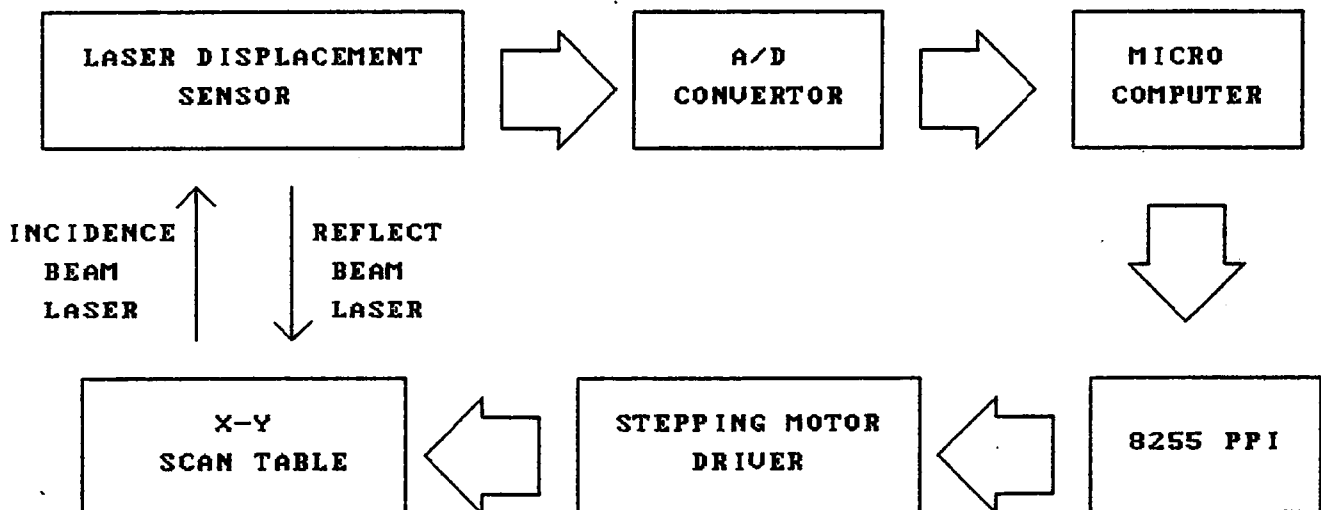 LASER DISPLACEMENT
SENSOR
A/D
CONVERTOR
MICRO
COMPUTER
INCIDENCE
BEAM
LASER
REFLECT
BEAM
LASER
X-Y
SCAN TABLE
STEPPING MOTOR
DRIVER
8255 PPI